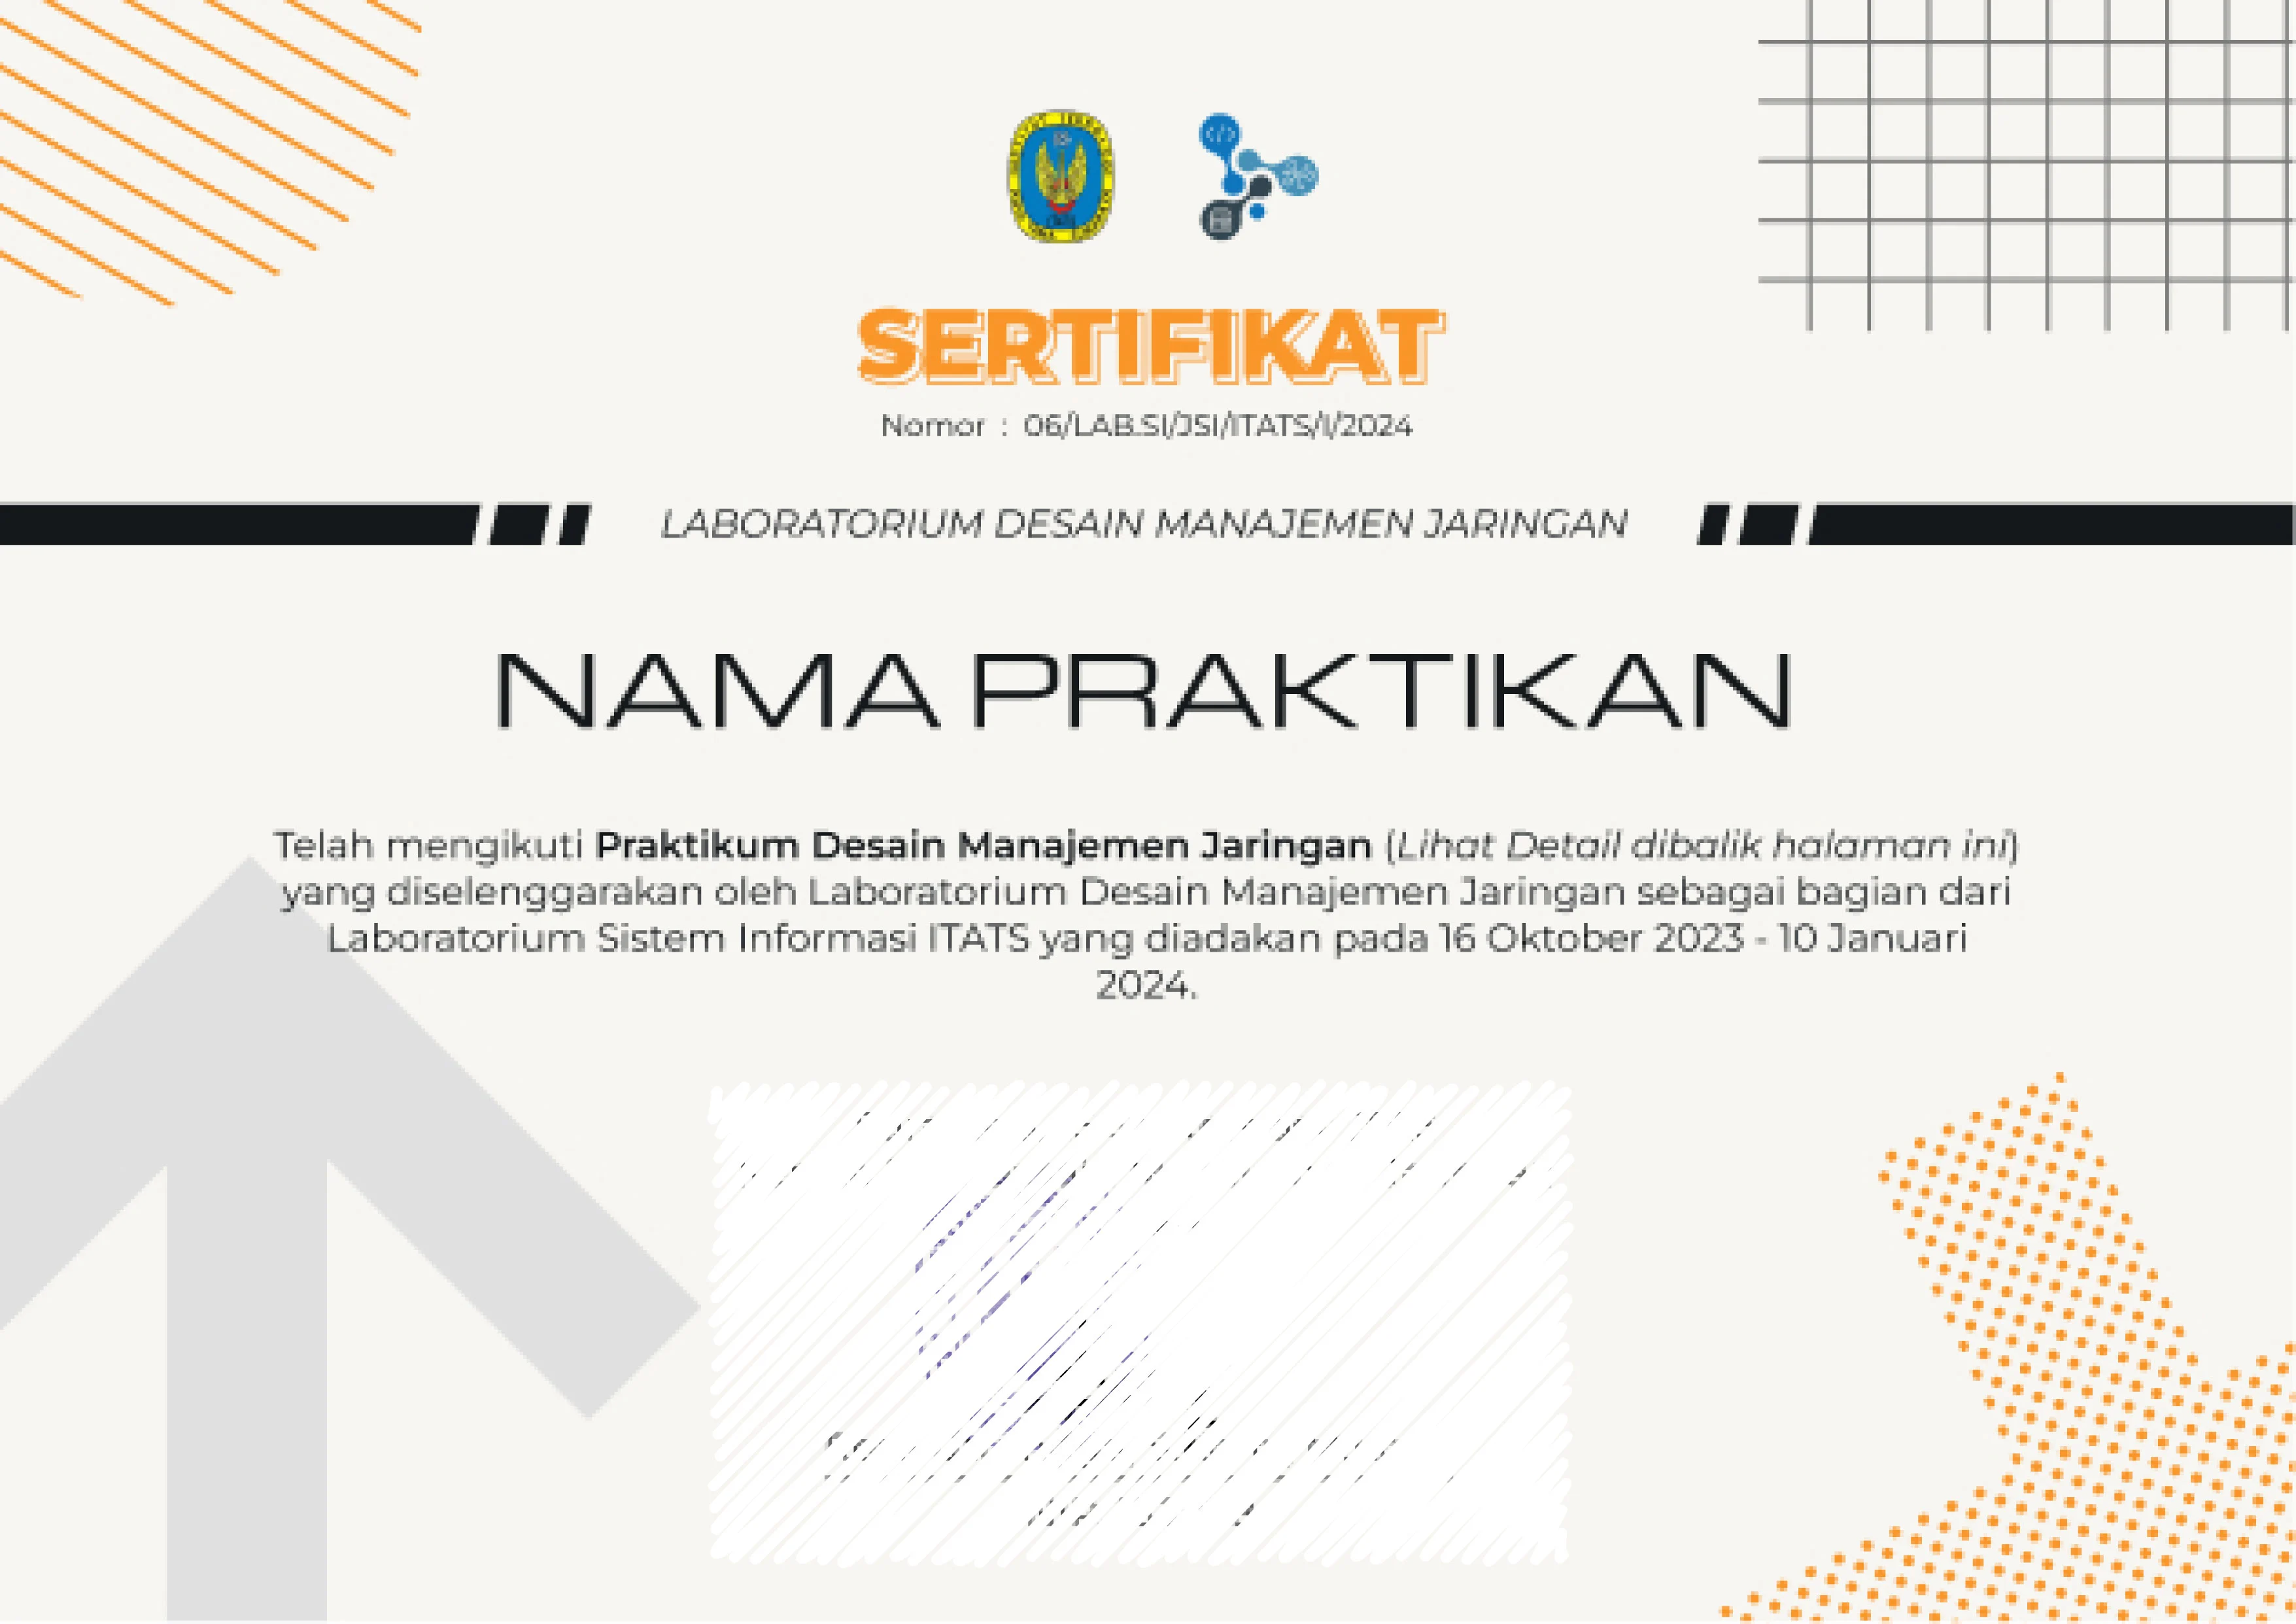 SERTIFIKAT
Nomor : 06/LAB.SI/JSI/ITATS/I/2024
LABORATORIUM DESAIN MANAJEMEN JARINGAN
NAMA PRAKTIKAN
Telah mengikuti Praktikum Desain Manajemen Jaringan (Lihat Detail dibalik halaman ini)
yang diselenggarakan oleh Laboratorium Desain Manajemen Jaringan sebagai bagian dari
Laboratorium Sistem Informasi ITATS yang diadakan pada 16 Oktober 2023 - 10 Januari
2024.